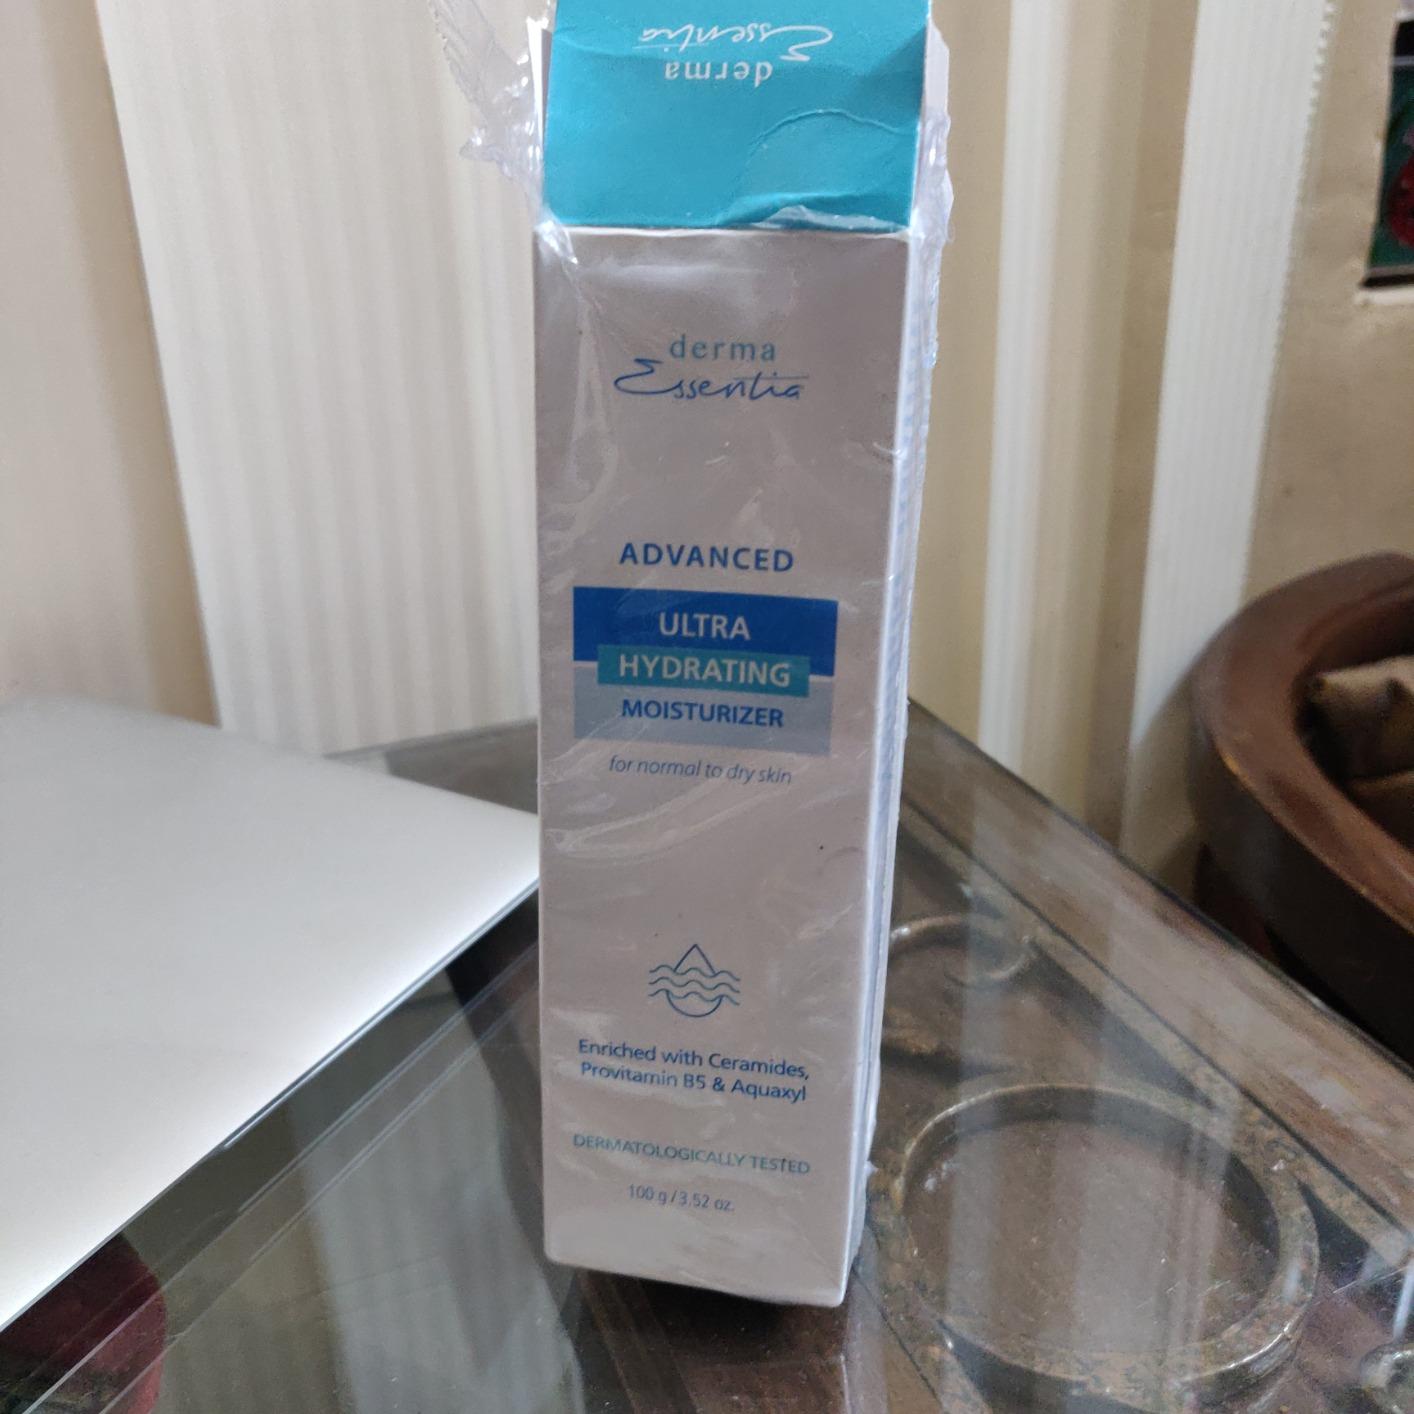 derma
Essentia
derma
Essentia
ADVANCED
ULTRA
HYDRATING
MOISTURIZER
for normal to dry skin
Enriched with Ceramides,
Provitamin B5 & Aquaxyl
DERMATOLOGICALLY TESTED
100 g / 3.52 oz.